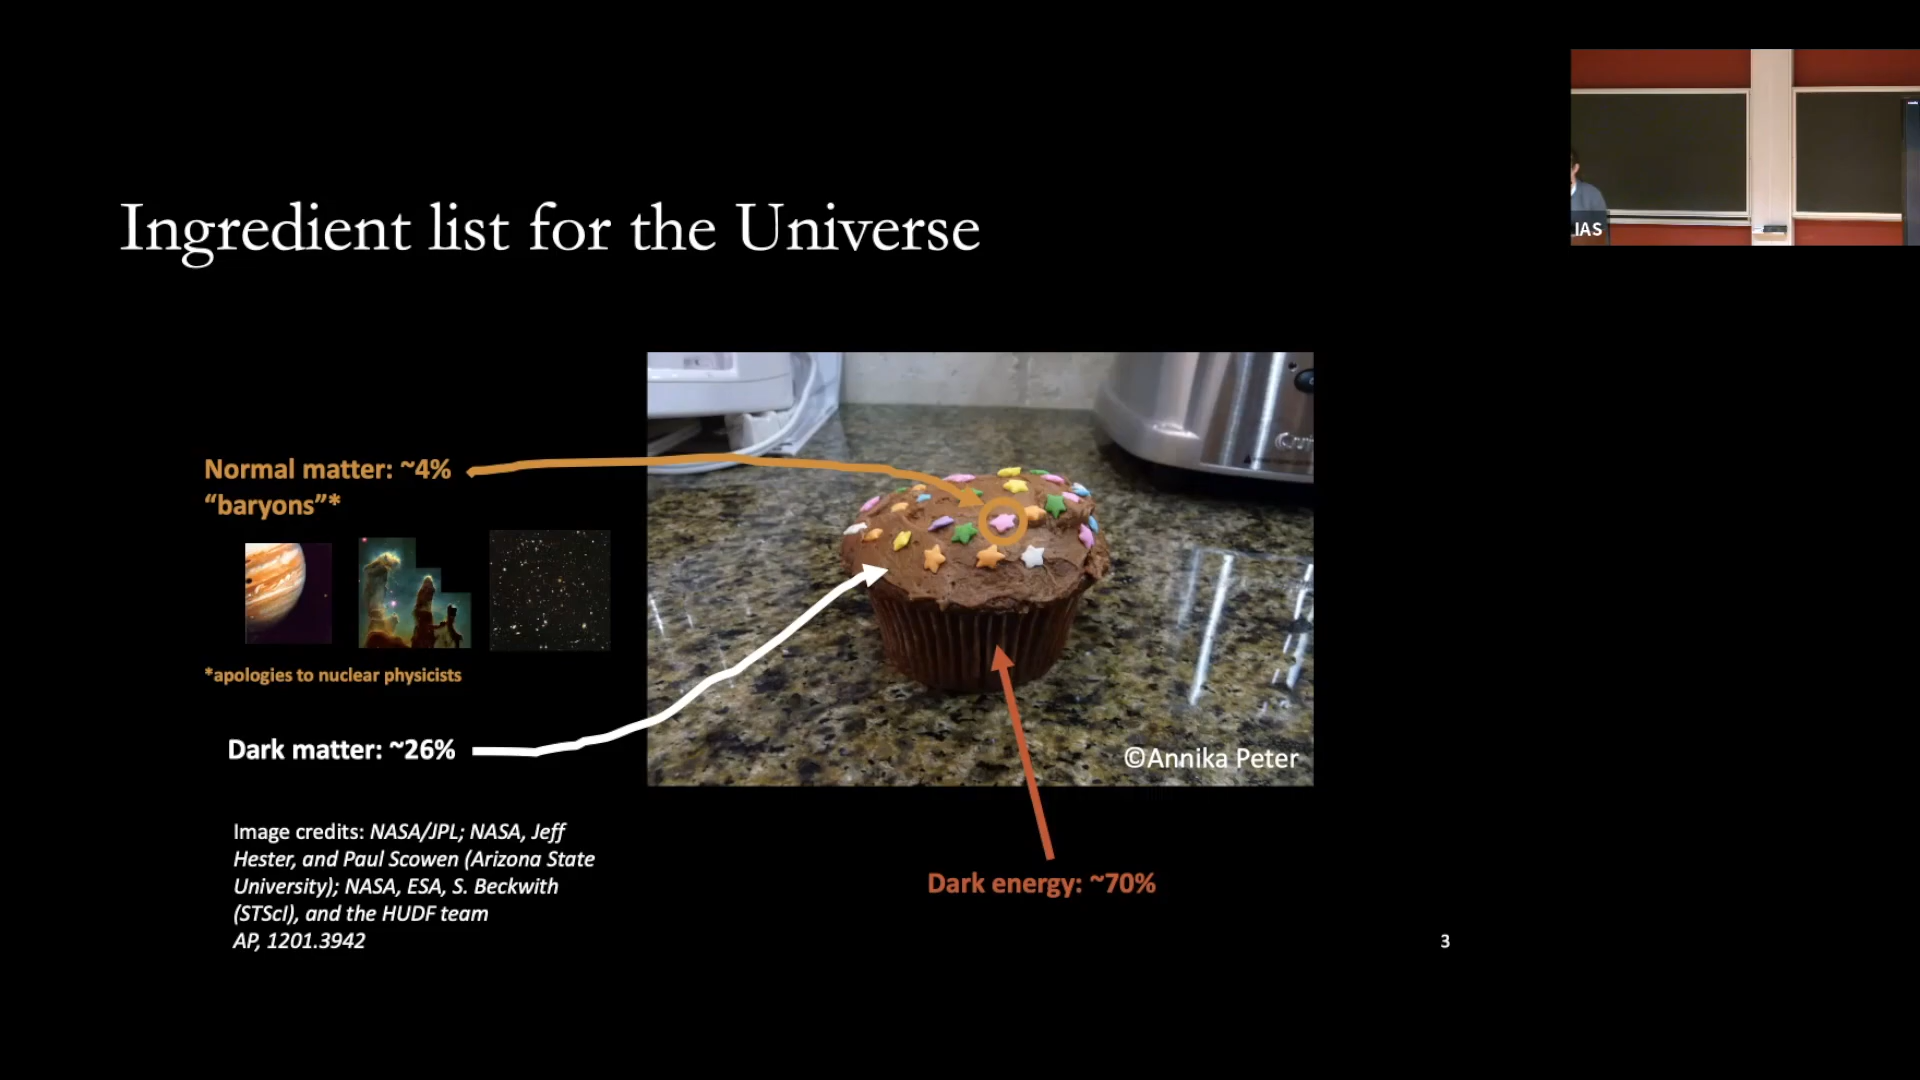 IAS
Ingredient list for the Universe
Normal matter: ~4%
“baryons”*
*apologies to nuclear physicists
Dark matter: ~26%
©Annika Peter
Image credits: NASA/JPL; NASA, Jeff
Hester, and Paul Scowen (Arizona State
University); NASA, ESA, S. Beckwith
(STScI), and the HUDF team
AP, 1201.3942
Dark energy: ~70%
3